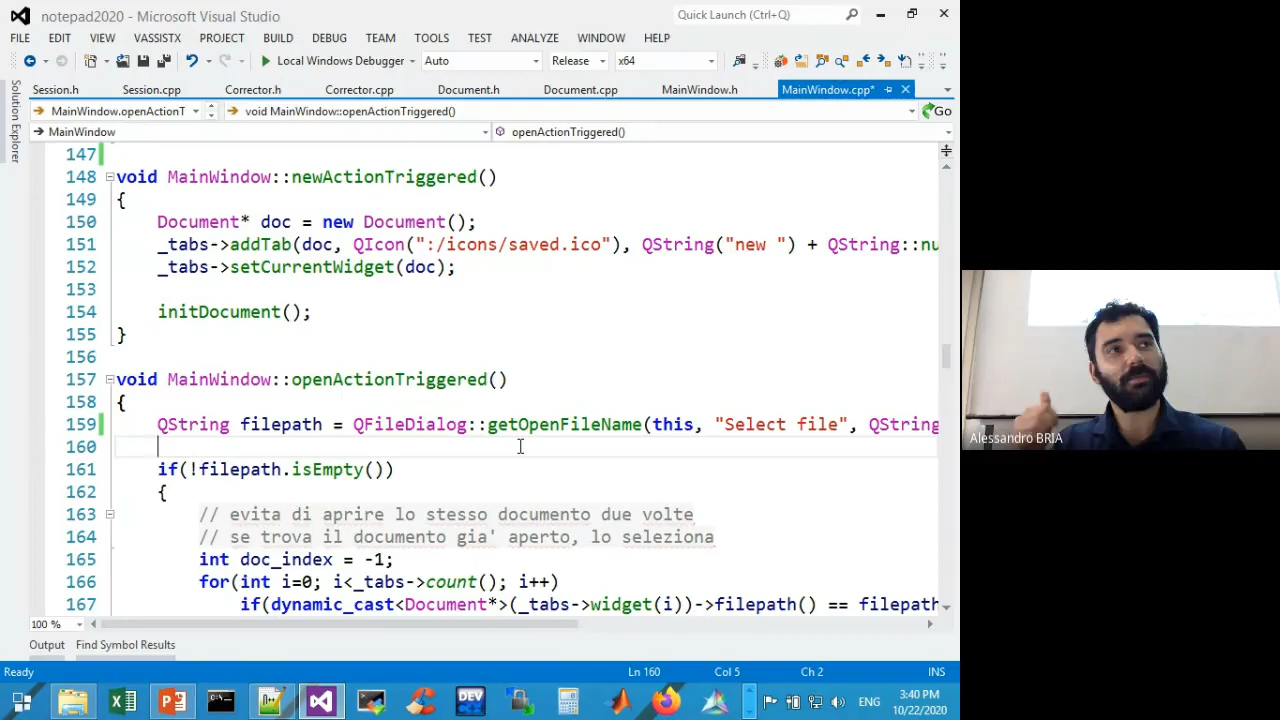 notepad2020 - Microsoft Visual Studio
Quick Launch (Ctrl+Q)
FILE EDIT VIEW VASSISTX PROJECT BUILD DEBUG TEAM TOOLS TEST ANALYZE WINDOW HELP
Local Windows Debugger Auto Release x64
Session.h Session.cpp Corrector.h Corrector.cpp Document.h Document.cpp MainWindow.h MainWindow.cpp*
MainWindow.openActionT void MainWindow::openActionTriggered() Go
MainWindow openActionTriggered()
Solution Explorer
147
148 void MainWindow::newActionTriggered()
149 {
150 Document* doc = new Document();
151 _tabs->addTab(doc, QIcon(":/icons/saved.ico"), QString("new ") + QString::nu
152 _tabs->setCurrentWidget(doc);
153
154 initDocument();
155 }
156
157 void MainWindow::openActionTriggered()
158 {
159 QString filepath = QFileDialog::getOpenFileName(this, "Select file", QString
160
161 if(!filepath.isEmpty())
162 {
163 // evita di aprire lo stesso documento due volte
164 // se trova il documento gia' aperto, lo seleziona
165 int doc_index = -1;
166 for(int i=0; i<_tabs->count(); i++)
167 if(dynamic_cast<Document*>(_tabs->widget(i))->filepath() == filepath
100 %
Output Find Symbol Results
Ready Ln 160 Col 5 Ch 2 INS
DEV
ENG
3:40 PM
10/22/2020
Alessandro BRIA